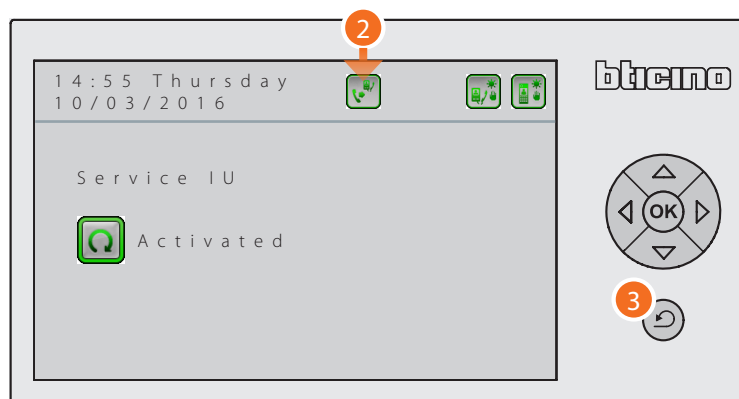 2
14:55 Thursday
10/03/2016
bticino
Service IU
Activated
OK
3